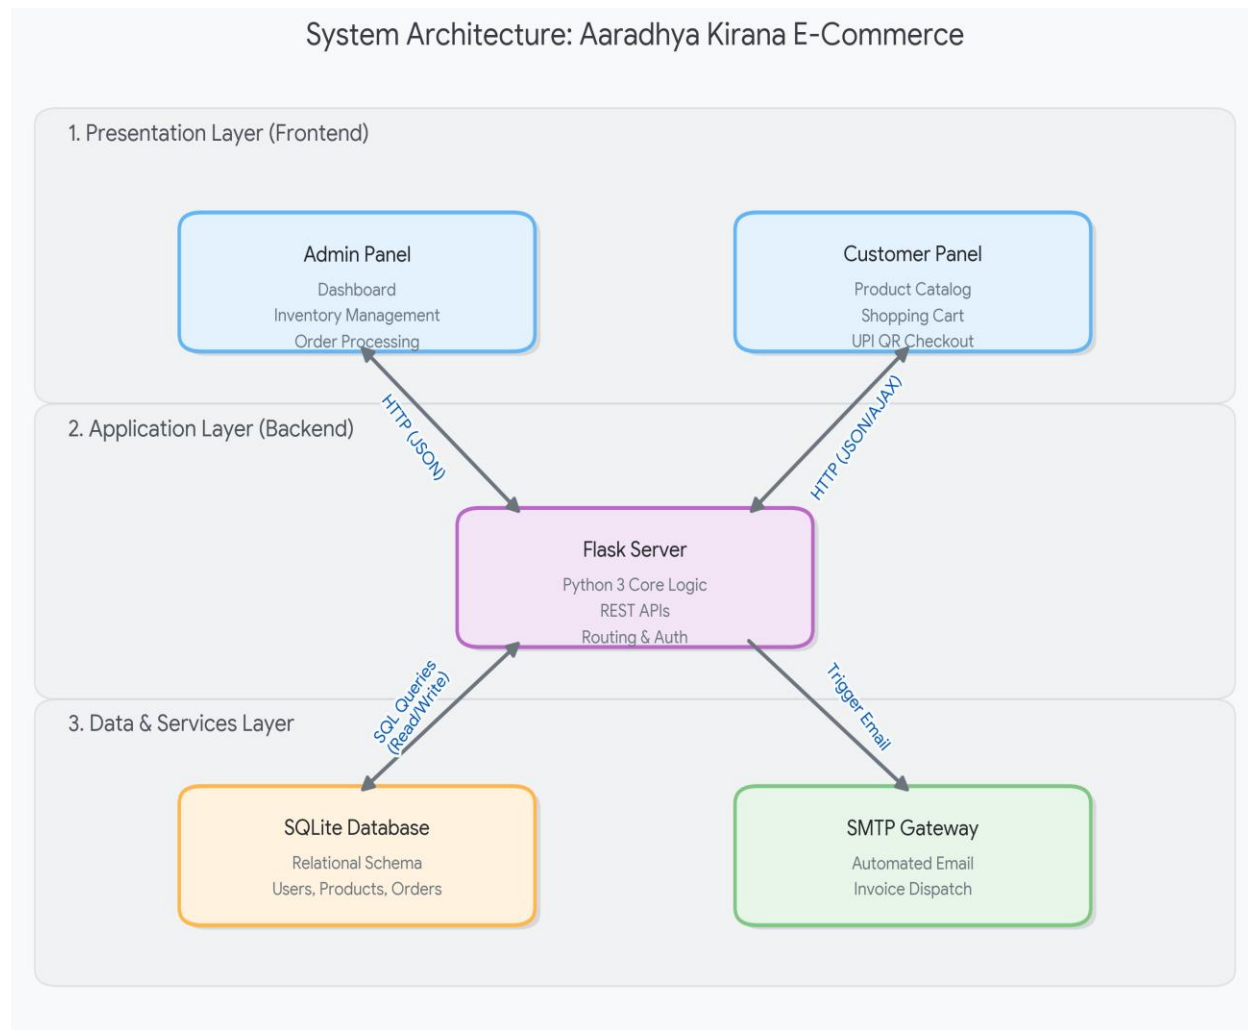 System Architecture: Aaradhya Kirana E-Commerce
1. Presentation Layer (Frontend)
Admin Panel
Dashboard
Inventory Management
Order Processing
Customer Panel
Product Catalog
Shopping Cart
UPI QR Checkout
HTTP (JSON)
HTTP (JSON/AJAX)
2. Application Layer (Backend)
Flask Server
Python 3 Core Logic
REST APIs
Routing & Auth
SQL Queries
(Read/Write)
Trigger Email
3. Data & Services Layer
SQLite Database
Relational Schema
Users, Products, Orders
SMTP Gateway
Automated Email
Invoice Dispatch